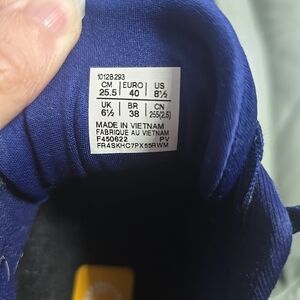 1012B293
CM EURO US
25.5 40 8½
UK BR CN
6½ 38 255(2.5)
MADE IN VIETNAM
FABRIQUE AU VIETNAM
F450622 PV
FR4SKHC7PX55RWM